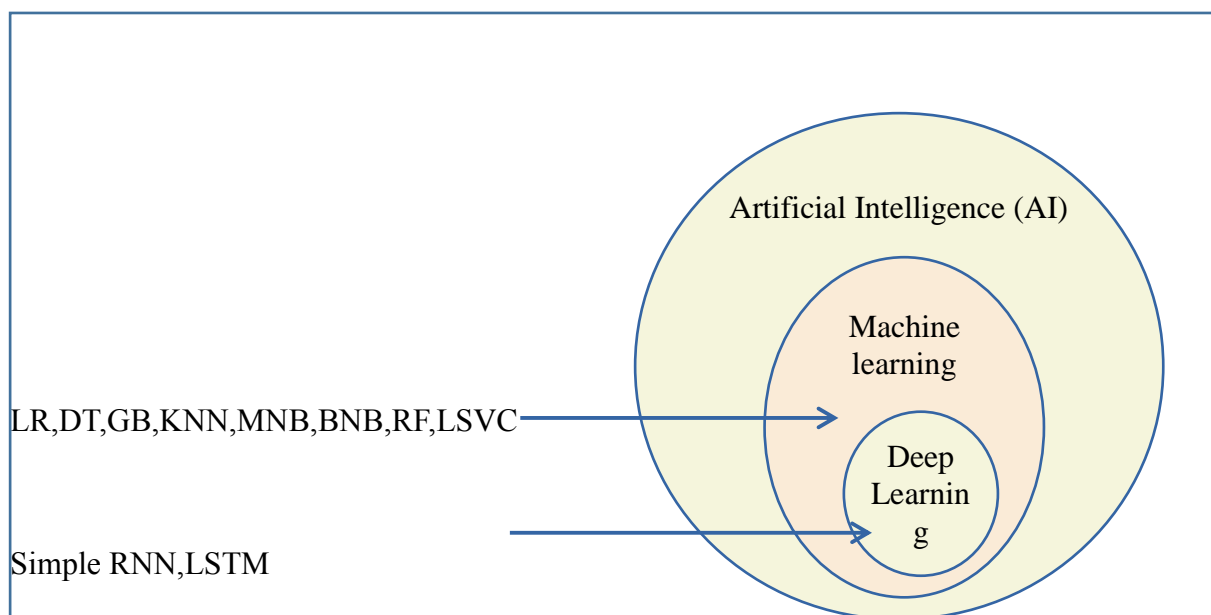 Artificial Intelligence (AI)
Machine
learning
LR,DT,GB,KNN,MNB,BNB,RF,LSVC
Deep
Learnin
g
Simple RNN,LSTM